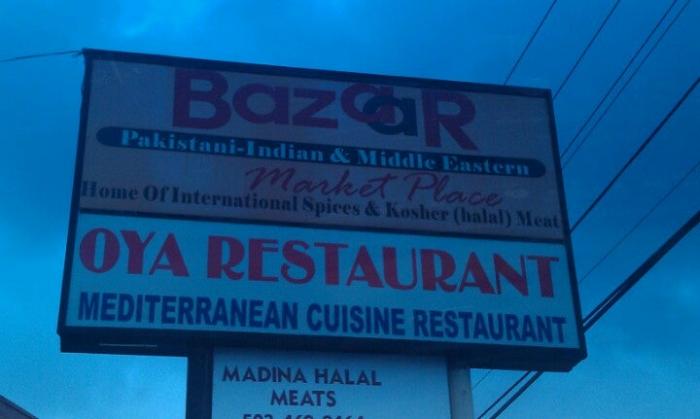 BazaaR
Pakistani-Indian & Middle Eastern
Market Place
Home Of International Spices & Kosher (halal) Meat
OYA RESTAURANT
MEDITERRANEAN CUISINE RESTAURANT
MADINA HALAL
MEATS